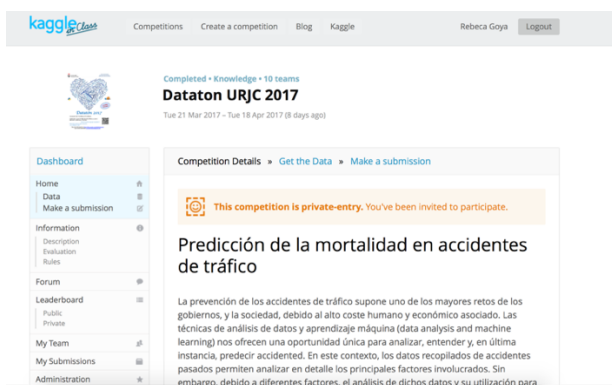 kaggle
in Class
Competitions Create a competition Blog Kaggle
Rebeca Goya Logout
Completed • Knowledge • 10 teams
Dataton URJC 2017
Tue 21 Mar 2017 – Tue 18 Apr 2017 (8 days ago)
Dashboard
Home
Data
Make a submission
Information
Description
Evaluation
Rules
Forum
Leaderboard
Public
Private
My Team
My Submissions
Administration
Competition Details » Get the Data » Make a submission
This competition is private-entry. You've been invited to participate.
Predicción de la mortalidad en accidentes
de tráfico
La prevención de los accidentes de tráfico supone uno de los mayores retos de los
gobiernos, y la sociedad, debido al alto coste humano y económico asociado. Las
técnicas de análisis de datos y aprendizaje máquina (data analysis and machine
learning) nos ofrecen una oportunidad única para analizar, entender y, en última
instancia, predecir accidented. En este contexto, los datos recopilados de accidentes
pasados permiten analizar en detalle los principales factores involucrados. Sin
embargo, debido a diferentes factores, el análisis de dichos datos y su utilización para